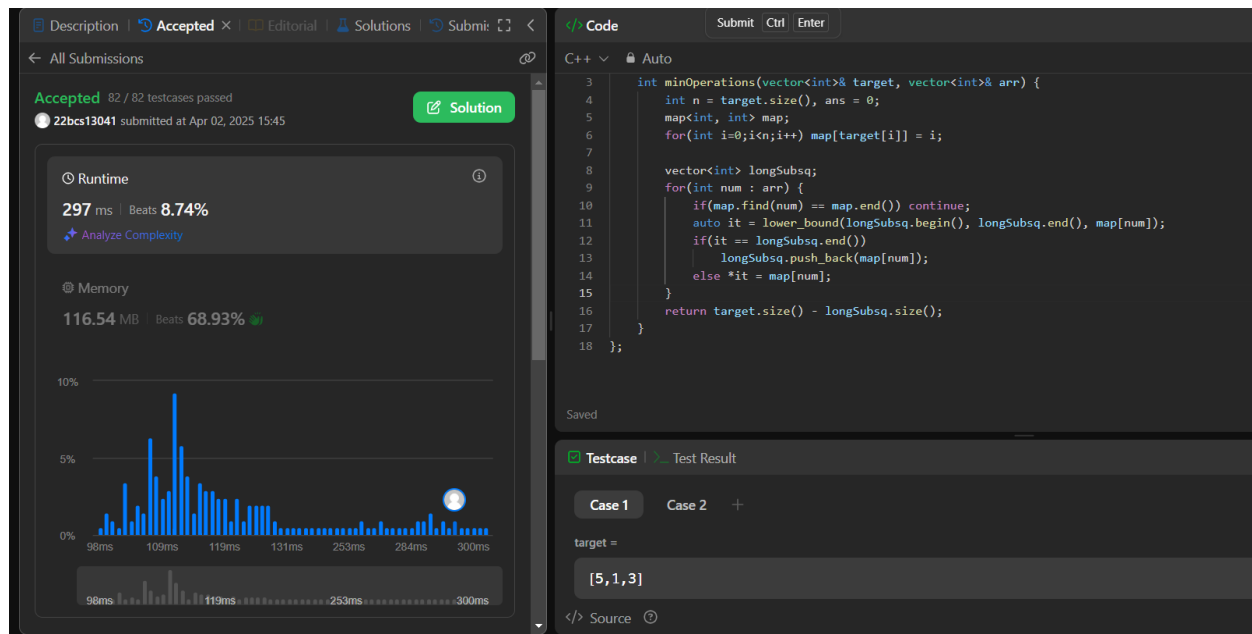 Description | Accepted × | Editorial | Solutions | Submi:
← All Submissions
Accepted 82 / 82 testcases passed
22bcs13041 submitted at Apr 02, 2025 15:45
Solution
Runtime
297 ms | Beats 8.74%
Analyze Complexity
Memory
116.54 MB | Beats 68.93%
10%
5%
0%
98ms 109ms 119ms 131ms 253ms 284ms 300ms
98ms 119ms 253ms 300ms
</> Code
Submit Ctrl Enter
C++ Auto
3 int minOperations(vector<int>& target, vector<int>& arr) {
4 int n = target.size(), ans = 0;
5 map<int, int> map;
6 for(int i=0;i<n;i++) map[target[i]] = i;
7
8 vector<int> longSubsq;
9 for(int num : arr) {
10 if(map.find(num) == map.end()) continue;
11 auto it = lower_bound(longSubsq.begin(), longSubsq.end(), map[num]);
12 if(it == longSubsq.end())
13 longSubsq.push_back(map[num]);
14 else *it = map[num];
15 }
16 return target.size() - longSubsq.size();
17 }
18 };
Saved
Testcase | >_ Test Result
Case 1 Case 2 +
target =
[5,1,3]
</> Source ?